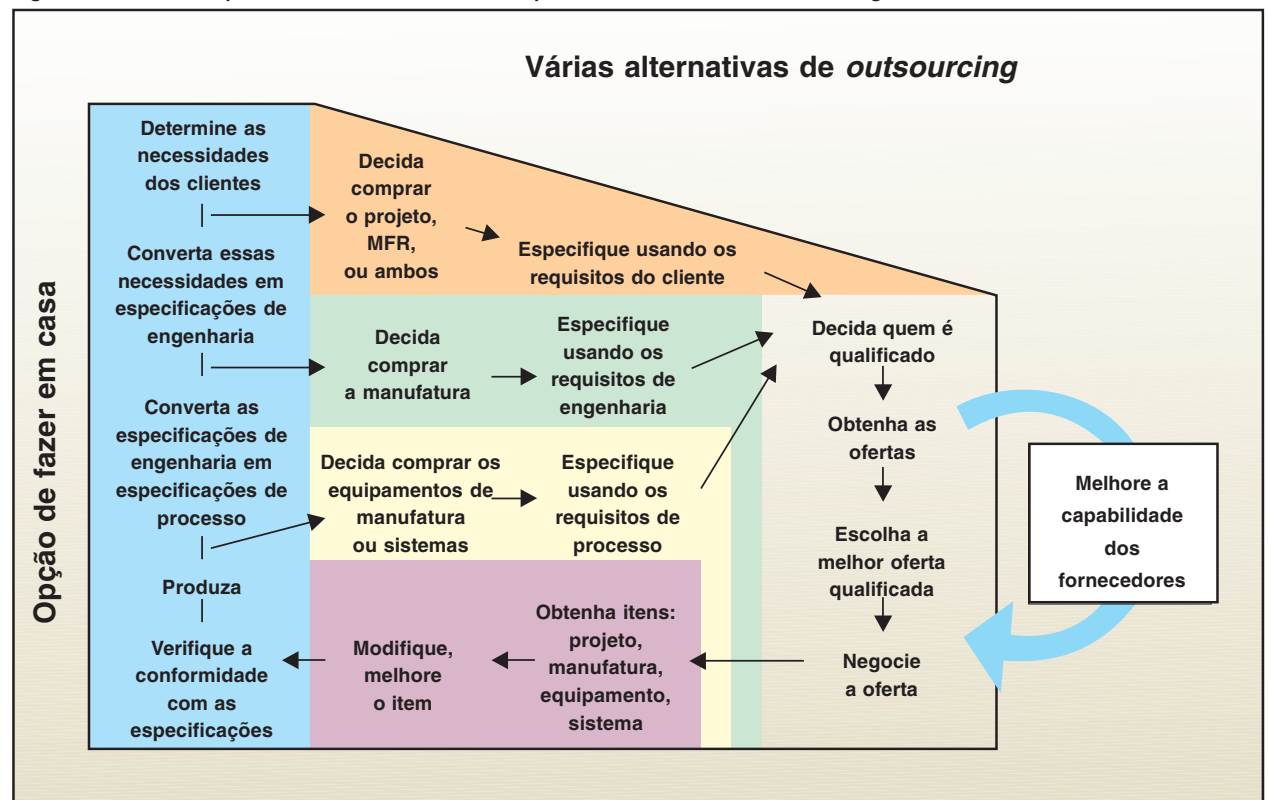 Várias alternativas de outsourcing
Opção de fazer em casa
Determine as
necessidades
dos clientes
Converta essas
necessidades em
especificações de
engenharia
Converta as
especificações de
engenharia em
especificações de
processo
Produza
Verifique a
conformidade
com as
especificações
Decida
comprar
o projeto,
MFR,
ou ambos
Especifique usando os
requisitos do cliente
Decida
comprar
a manufatura
Especifique
usando os
requisitos de
engenharia
Decida comprar os
equipamentos de
manufatura
ou sistemas
Especifique
usando os
requisitos de
processo
Decida quem é
qualificado
Obtenha as
ofertas
Escolha a
melhor oferta
qualificada
Negocie
a oferta
Obtenha itens:
projeto,
manufatura,
equipamento,
sistema
Modifique,
melhore
o item
Melhore a
capabilidade
dos
fornecedores